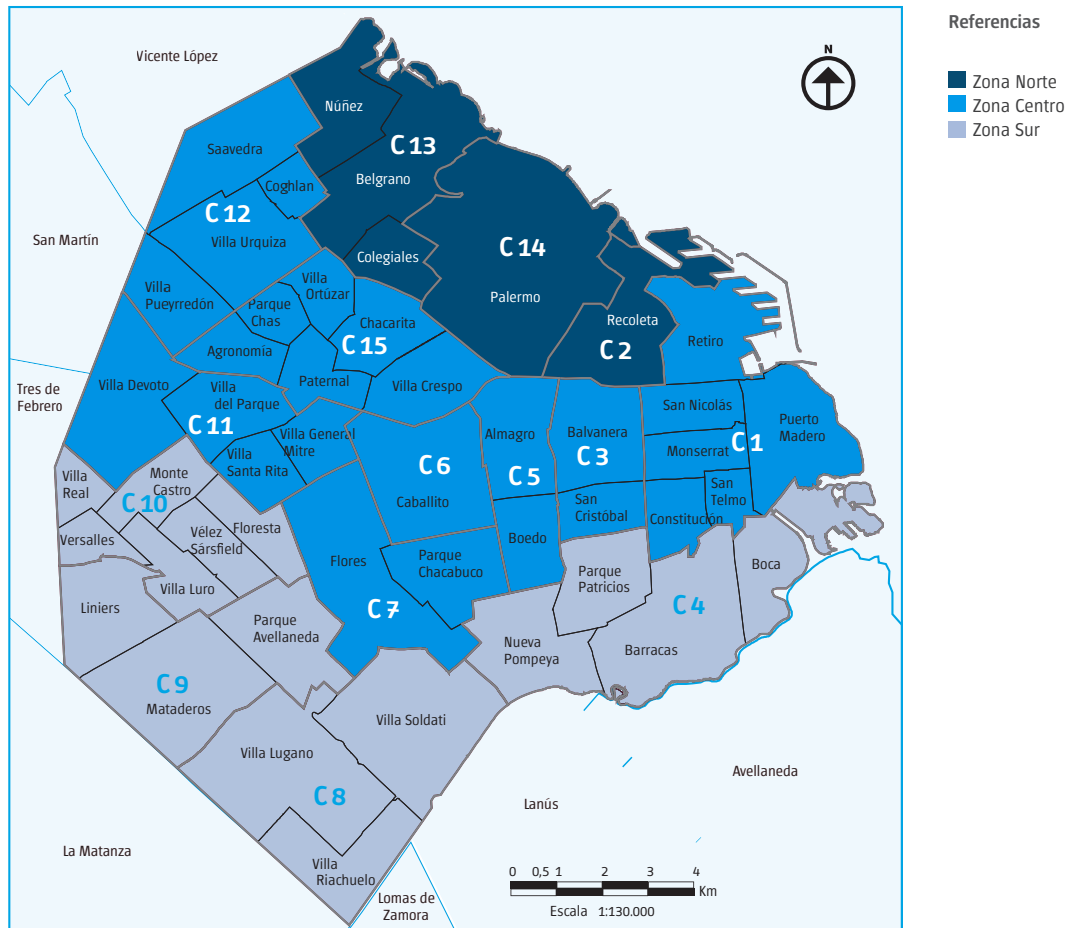 Referencias
Zona Norte
Zona Centro
Zona Sur
N
Vicente López
San Martín
Tres de
Febrero
La Matanza
Lomas de
Zamora
Lanús
Avellaneda
Núñez
C 13
Belgrano
Colegiales
C 14
Palermo
Recoleta
C 2
Saavedra
Coghlan
C 12
Villa Urquiza
Villa
Pueyrredón
Villa
Ortúzar
Parque
Chas
Chacarita
C 15
Agronomía
Paternal
Villa Crespo
Villa Devoto
Villa
del Parque
C 11
Villa General
Mitre
Villa
Santa Rita
C 6
Caballito
Almagro
C 5
Boedo
Balvanera
C 3
San
Cristóbal
Retiro
San Nicolás
Monserrat
C 1
Puerto
Madero
San
Telmo
Constitución
Flores
Parque
Chacabuco
C 7
Villa
Real
Monte
Castro
C 10
Versalles
Vélez
Sársfield
Floresta
Villa Luro
Liniers
Parque
Avellaneda
C 9
Mataderos
Parque
Patricios
C 4
Boca
Barracas
Nueva
Pompeya
Villa Soldati
Villa Lugano
C 8
Villa
Riachuelo
0 0,5 1 2 3 4
Km
Escala 1:130.000